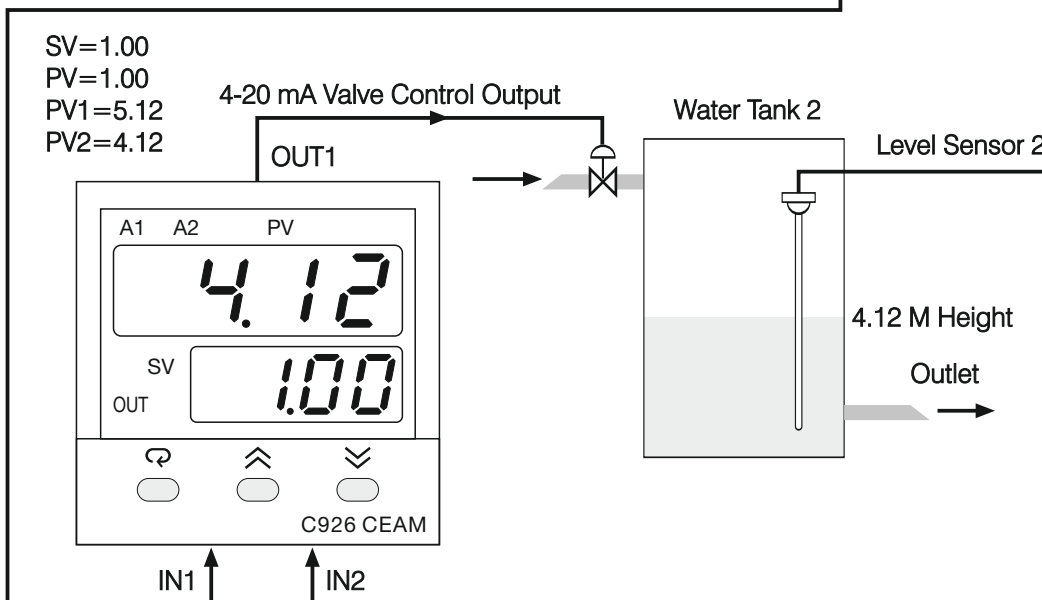 SV=1.00
PV=1.00
PV1=5.12
PV2=4.12
4-20 mA Valve Control Output
OUT1
Water Tank 2
Level Sensor 2
A1 A2 PV
4.12
SV
1.00
OUT
4.12 M Height
Outlet
C926 CEAM
IN1 IN2